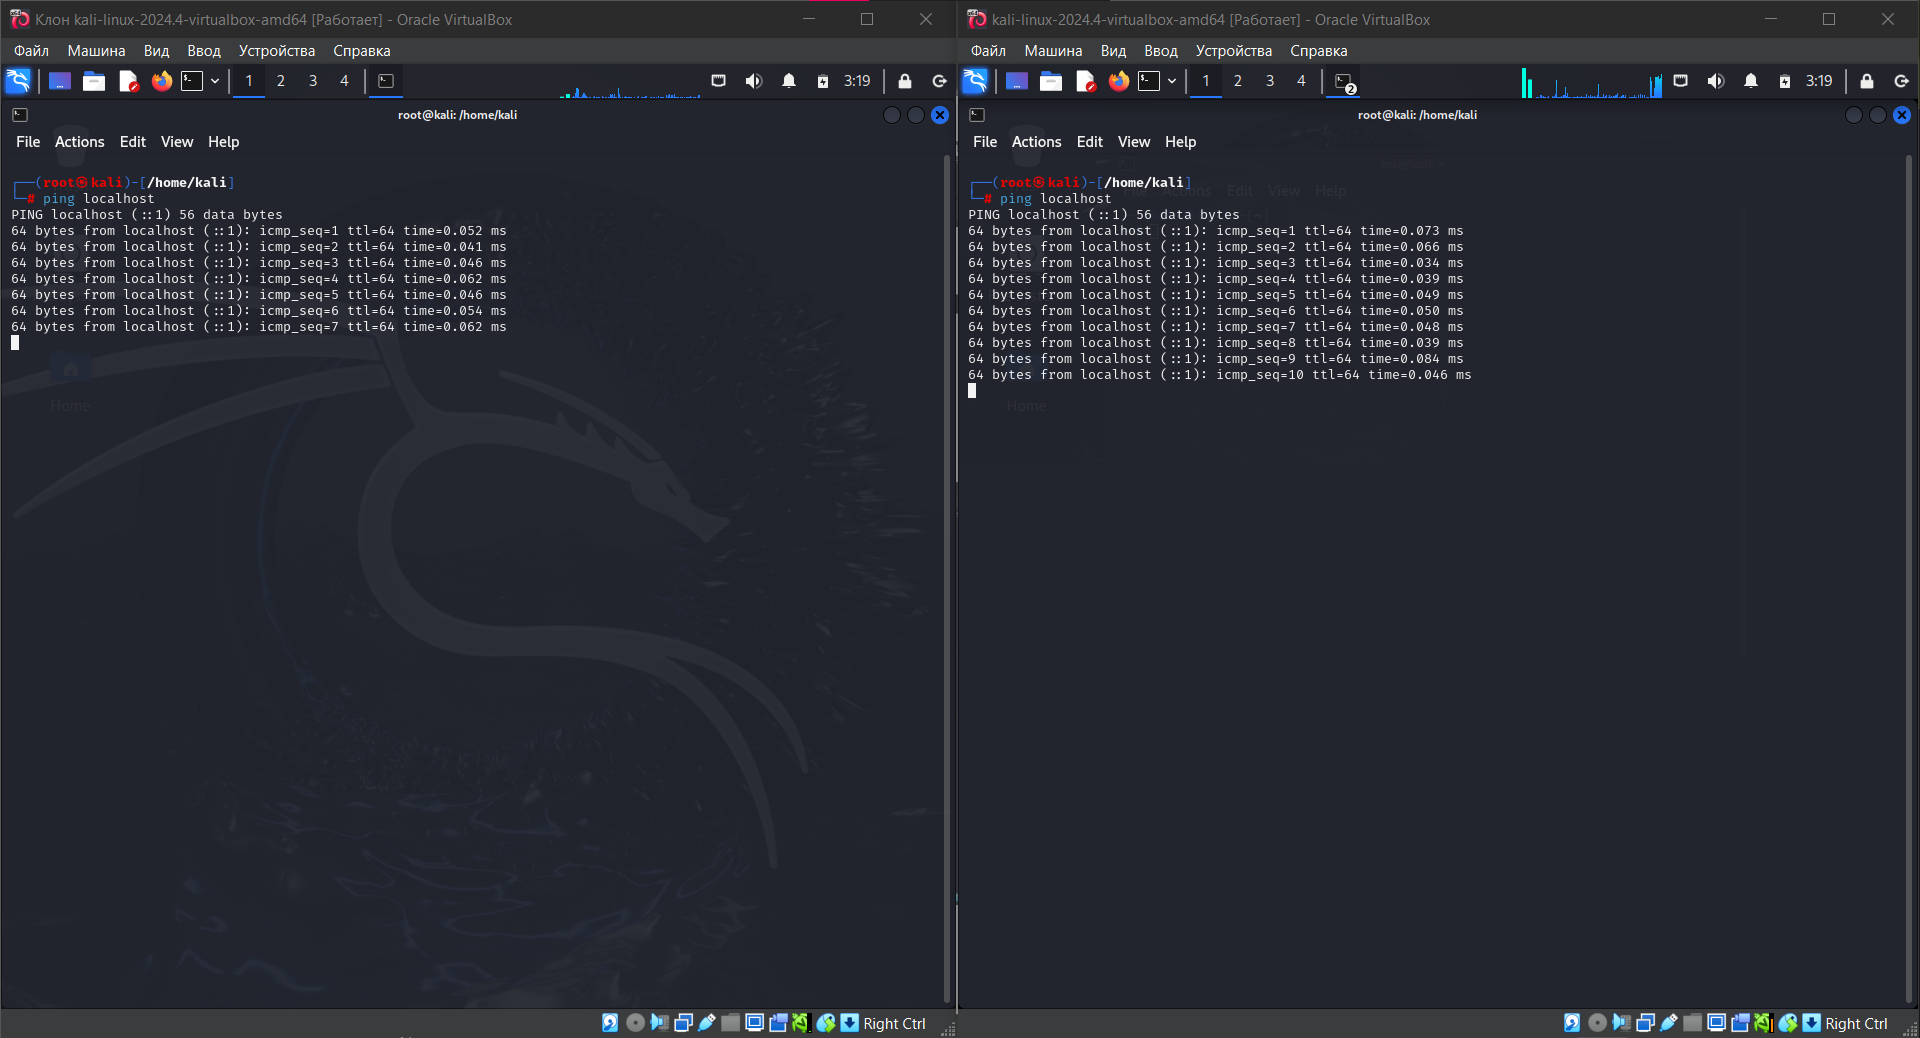 Клон kali-linux-2024.4-virtualbox-amd64 [Работает] - Oracle VirtualBox
Файл Машина Вид Ввод Устройства Справка
1 2 3 4 3:19
root@kali: /home/kali
File Actions Edit View Help
┌──(root㉿kali)-[/home/kali]
└─# ping localhost
PING localhost (::1) 56 data bytes
64 bytes from localhost (::1): icmp_seq=1 ttl=64 time=0.052 ms
64 bytes from localhost (::1): icmp_seq=2 ttl=64 time=0.041 ms
64 bytes from localhost (::1): icmp_seq=3 ttl=64 time=0.046 ms
64 bytes from localhost (::1): icmp_seq=4 ttl=64 time=0.062 ms
64 bytes from localhost (::1): icmp_seq=5 ttl=64 time=0.046 ms
64 bytes from localhost (::1): icmp_seq=6 ttl=64 time=0.054 ms
64 bytes from localhost (::1): icmp_seq=7 ttl=64 time=0.062 ms
Home
Right Ctrl
kali-linux-2024.4-virtualbox-amd64 [Работает] - Oracle VirtualBox
Файл Машина Вид Ввод Устройства Справка
1 2 3 4 2 3:19
root@kali: /home/kali
File Actions Edit View Help
Actions Edit View Help
┌──(root㉿kali)-[/home/kali]
└─# ping localhost
PING localhost (::1) 56 data bytes
64 bytes from localhost (::1): icmp_seq=1 ttl=64 time=0.073 ms
64 bytes from localhost (::1): icmp_seq=2 ttl=64 time=0.066 ms
64 bytes from localhost (::1): icmp_seq=3 ttl=64 time=0.034 ms
64 bytes from localhost (::1): icmp_seq=4 ttl=64 time=0.039 ms
64 bytes from localhost (::1): icmp_seq=5 ttl=64 time=0.049 ms
64 bytes from localhost (::1): icmp_seq=6 ttl=64 time=0.050 ms
64 bytes from localhost (::1): icmp_seq=7 ttl=64 time=0.048 ms
64 bytes from localhost (::1): icmp_seq=8 ttl=64 time=0.039 ms
64 bytes from localhost (::1): icmp_seq=9 ttl=64 time=0.084 ms
64 bytes from localhost (::1): icmp_seq=10 ttl=64 time=0.046 ms
Home
Right Ctrl